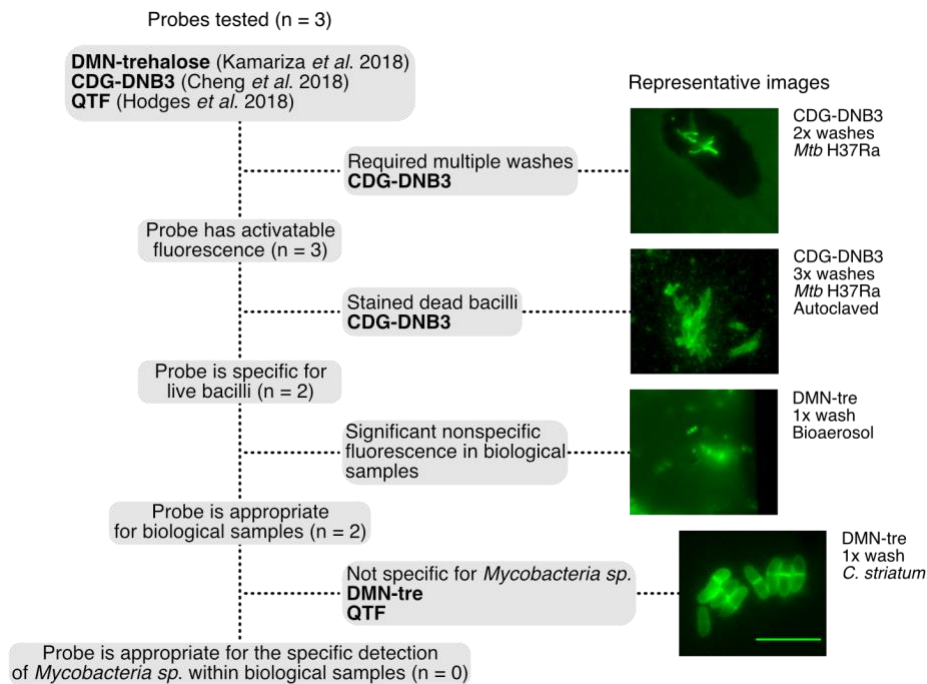 Probes tested (n = 3)
DMN-trehalose (Kamariza et al. 2018)
CDG-DNB3 (Cheng et al. 2018)
QTF (Hodges et al. 2018)
Representative images
CDG-DNB3
2x washes
Mtb H37Ra
Required multiple washes
CDG-DNB3
Probe has activatable
fluorescence (n = 3)
CDG-DNB3
3x washes
Mtb H37Ra
Autoclaved
Stained dead bacilli
CDG-DNB3
Probe is specific for
live bacilli (n = 2)
DMN-tre
1x wash
Bioaerosol
Significant nonspecific
fluorescence in biological
samples
Probe is appropriate
for biological samples (n = 2)
DMN-tre
1x wash
C. striatum
Not specific for Mycobacteria sp.
DMN-tre
QTF
Probe is appropriate for the specific detection
of Mycobacteria sp. within biological samples (n = 0)